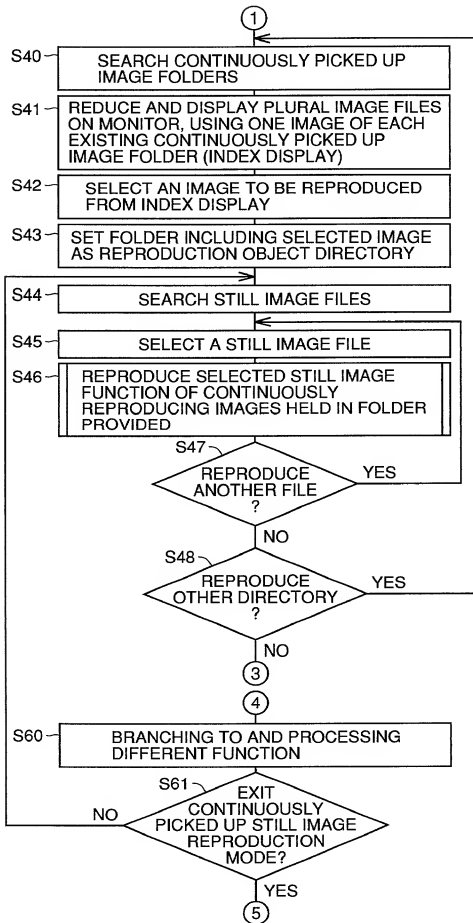 1
S40
SEARCH CONTINUOUSLY PICKED UP
IMAGE FOLDERS
S41
REDUCE AND DISPLAY PLURAL IMAGE FILES
ON MONITOR, USING ONE IMAGE OF EACH
EXISTING CONTINUOUSLY PICKED UP
IMAGE FOLDER (INDEX DISPLAY)
S42
SELECT AN IMAGE TO BE REPRODUCED
FROM INDEX DISPLAY
S43
SET FOLDER INCLUDING SELECTED IMAGE
AS REPRODUCTION OBJECT DIRECTORY
S44
SEARCH STILL IMAGE FILES
S45
SELECT A STILL IMAGE FILE
S46
REPRODUCE SELECTED STILL IMAGE
FUNCTION OF CONTINUOUSLY
REPRODUCING IMAGES HELD IN FOLDER
PROVIDED
S47
REPRODUCE
ANOTHER FILE
?
YES
NO
S48
REPRODUCE
OTHER DIRECTORY
?
YES
NO
3
4
S60
BRANCHING TO AND PROCESSING
DIFFERENT FUNCTION
S61
EXIT
CONTINUOUSLY
PICKED UP STILL IMAGE
REPRODUCTION
MODE?
NO
YES
5